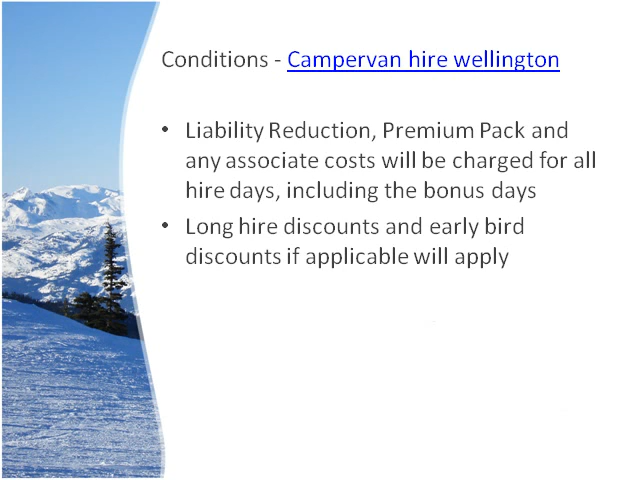 Conditions - Campervan hire wellington
• Liability Reduction, Premium Pack and
any associate costs will be charged for all
hire days, including the bonus days
• Long hire discounts and early bird
discounts if applicable will apply